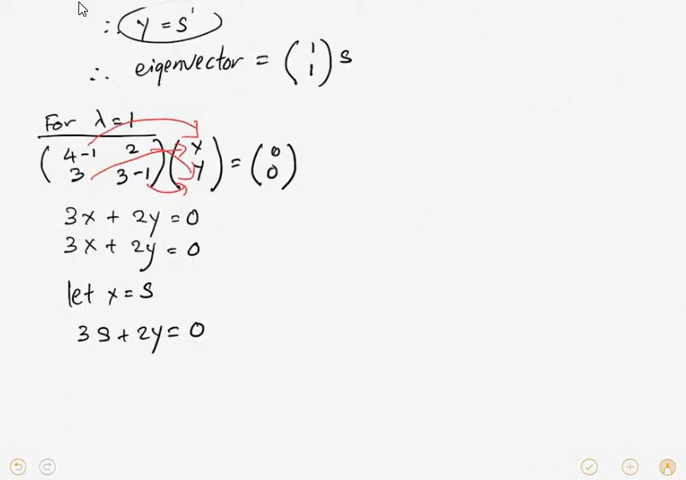 ∴ y = s
∴ eigenvector = (1 1) s
For λ = 1
(4-1 2 3 3-1)(x y) = (0 0)
3x + 2y = 0
3x + 2y = 0
let x = s
3s + 2y = 0